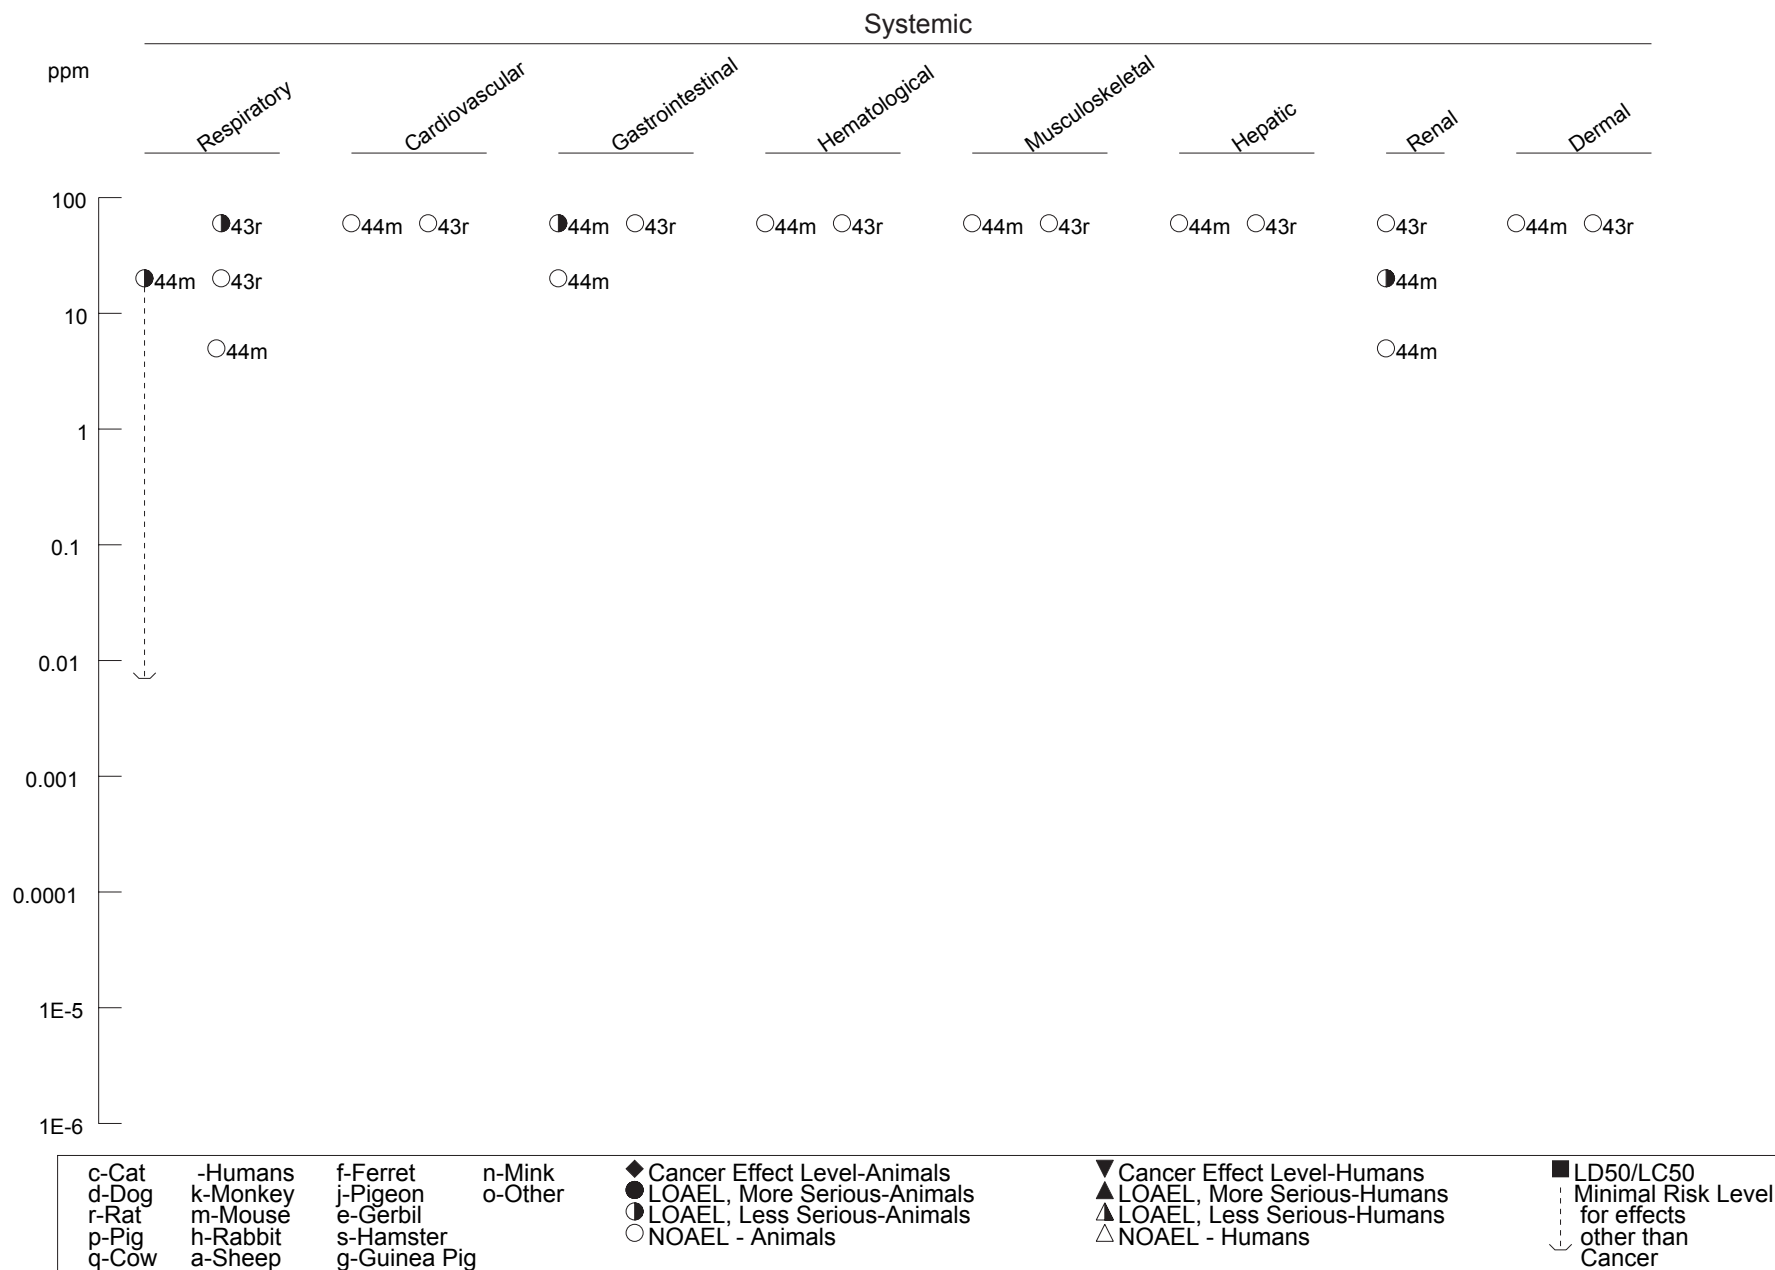 Systemic
ppm
Respiratory
Cardiovascular
Gastrointestinal
Hematological
Musculoskeletal
Hepatic
Renal
Dermal
100
43r 44m 43r 44m 43r 44m 43r 44m 43r 44m 43r 43r 44m 43r
44m 43r 44m 44m
10
44m 44m
1
0.1
0.01
0.001
0.0001
1E-5
1E-6
c-Cat -Humans f-Ferret n-Mink Cancer Effect Level-Animals Cancer Effect Level-Humans LD50/LC50
d-Dog k-Monkey j-Pigeon o-Other LOAEL, More Serious-Animals LOAEL, More Serious-Humans Minimal Risk Level
r-Rat m-Mouse e-Gerbil LOAEL, Less Serious-Animals LOAEL, Less Serious-Humans for effects
p-Pig h-Rabbit s-Hamster NOAEL - Animals NOAEL - Humans other than
q-Cow a-Sheep g-Guinea Pig Cancer